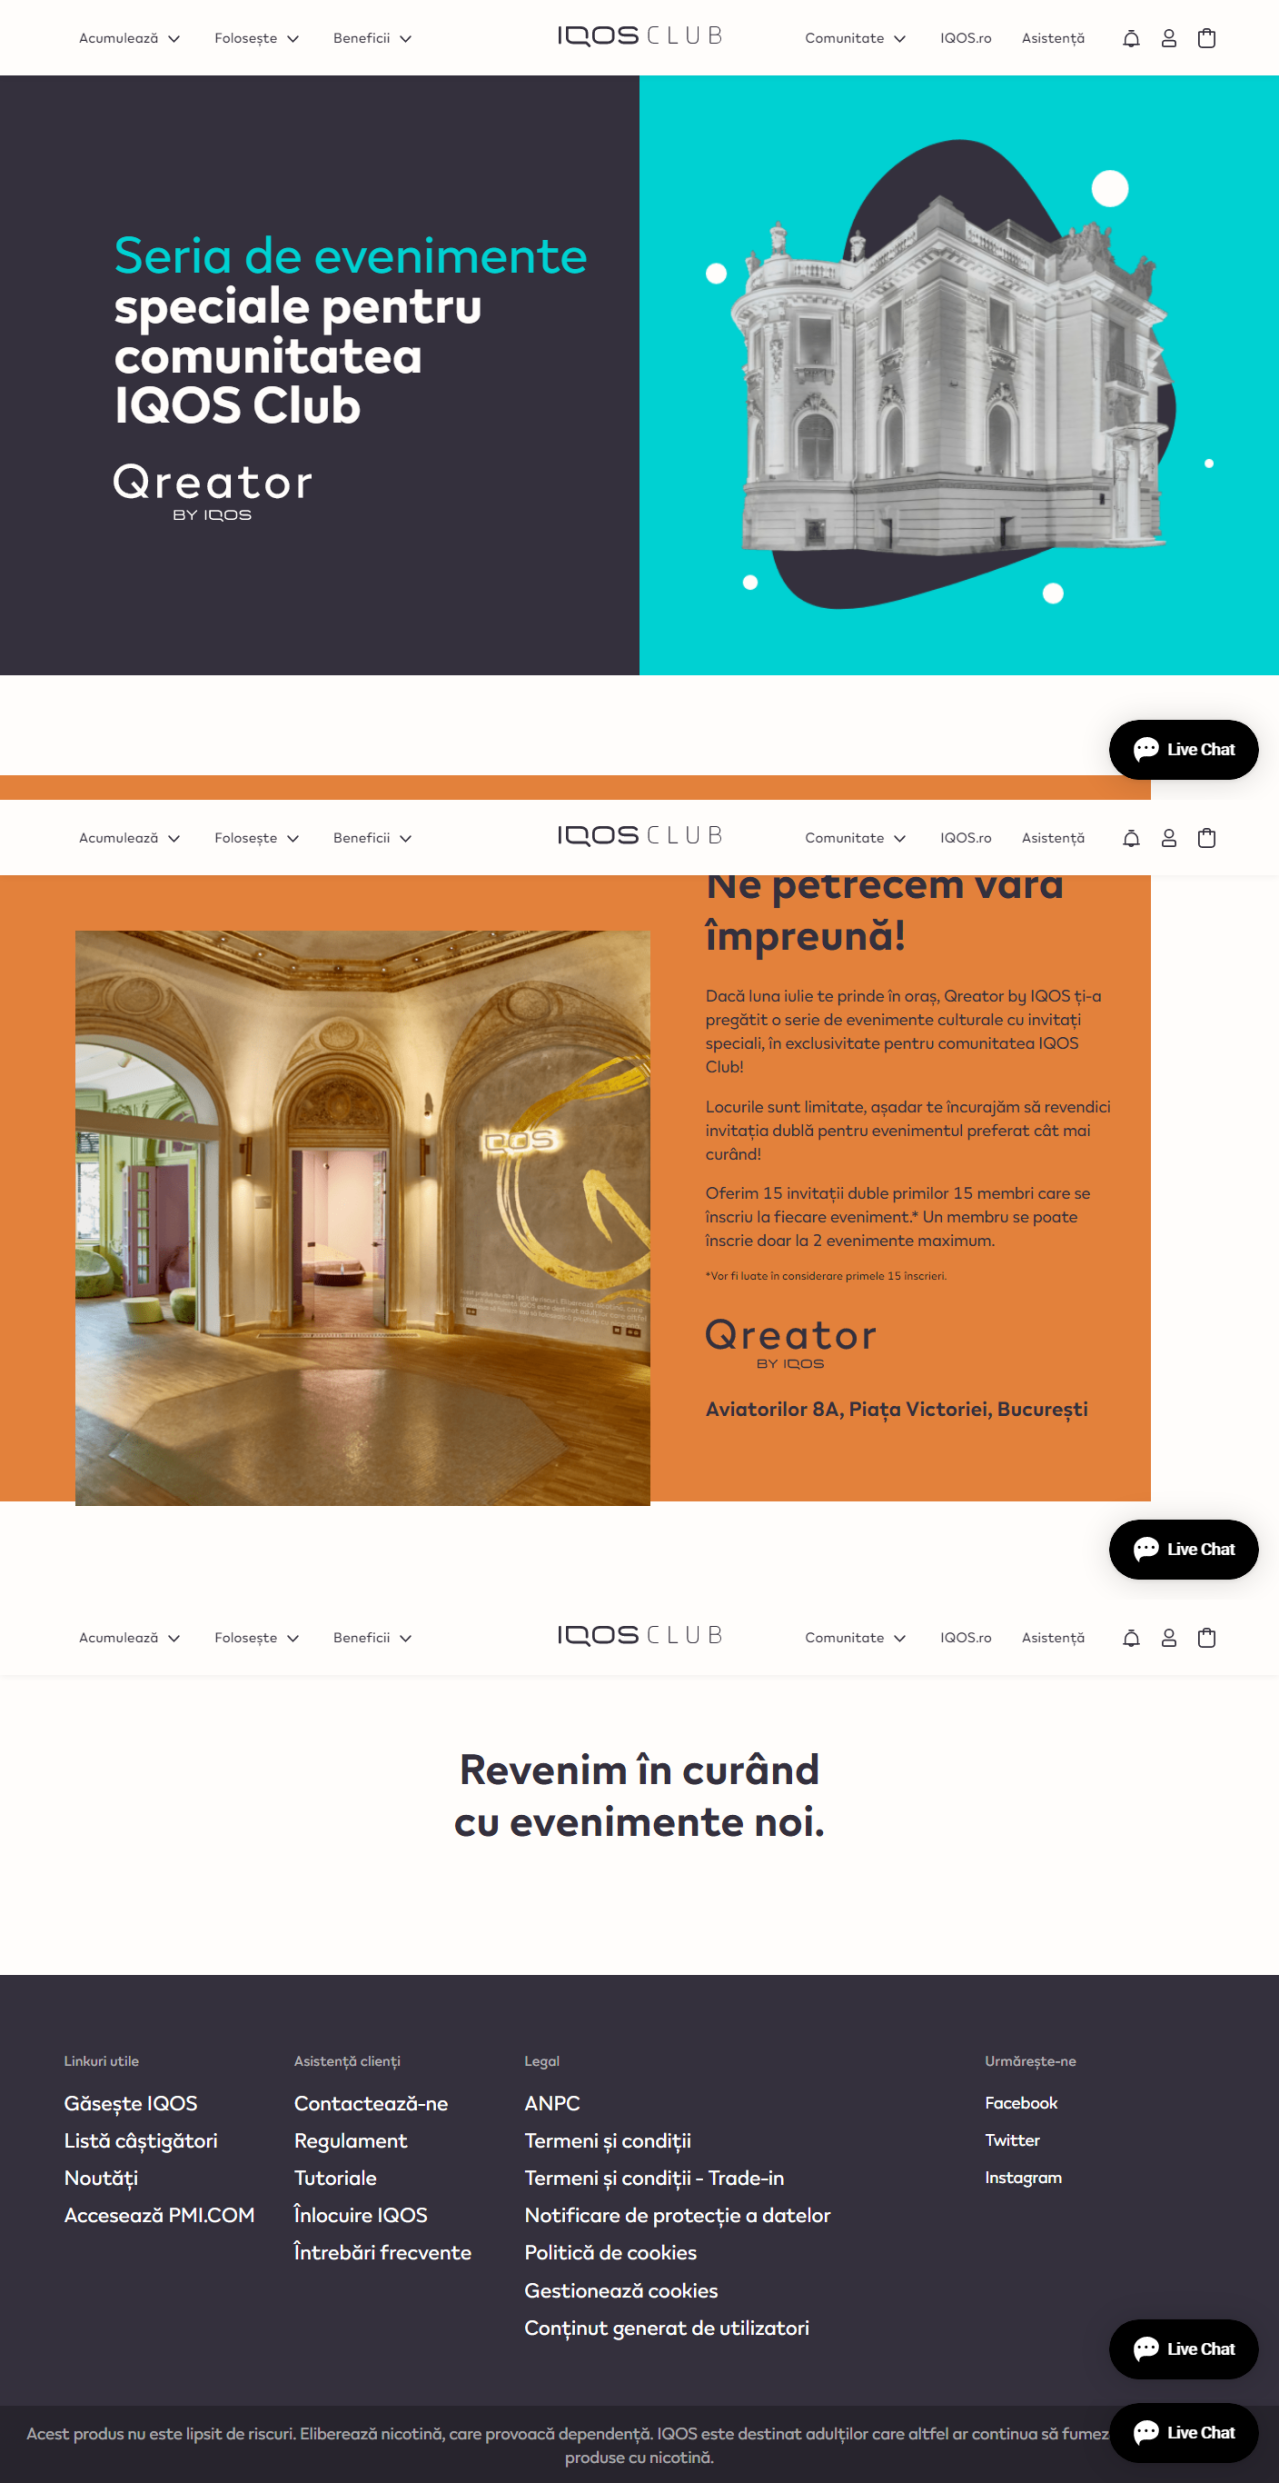 Acumulează Folosește Beneficii IQOS CLUB Comunitate IQOS.ro Asistență
Seria de evenimente
speciale pentru
comunitatea
IQOS Club
Qreator
BY IQOS
Live Chat
Acumulează Folosește Beneficii IQOS CLUB Comunitate IQOS.ro Asistență
Ne petrecem vara
împreună!
Dacă luna iulie te prinde în oraș, Qreator by IQOS ți-a
pregătit o serie de evenimente culturale cu invitați
speciali, în exclusivitate pentru comunitatea IQOS
Club!
Locurile sunt limitate, așadar te încurajăm să revendici
invitația dublă pentru evenimentul preferat cât mai
curând!
Oferim 15 invitații duble primilor 15 membri care se
înscriu la fiecare eveniment.* Un membru se poate
înscrie doar la 2 evenimente maximum.
*Vor fi luate în considerare primele 15 înscrieri.
Qreator
BY IQOS
Aviatorilor 8A, Piața Victoriei, București
IQOS
Live Chat
Acumulează Folosește Beneficii IQOS CLUB Comunitate IQOS.ro Asistență
Revenim în curând
cu evenimente noi.
Linkuri utile
Găsește IQOS
Listă câștigători
Noutăți
Accesează PMI.COM
Asistență clienți
Contactează-ne
Regulament
Tutoriale
Înlocuire IQOS
Întrebări frecvente
Legal
ANPC
Termeni și condiții
Termeni și condiții - Trade-in
Notificare de protecție a datelor
Politică de cookies
Gestionează cookies
Conținut generat de utilizatori
Urmărește-ne
Facebook
Twitter
Instagram
Live Chat
Acest produs nu este lipsit de riscuri. Eliberează nicotină, care provoacă dependență. IQOS este destinat adulților care altfel ar continua să fumeze
produse cu nicotină.
Live Chat